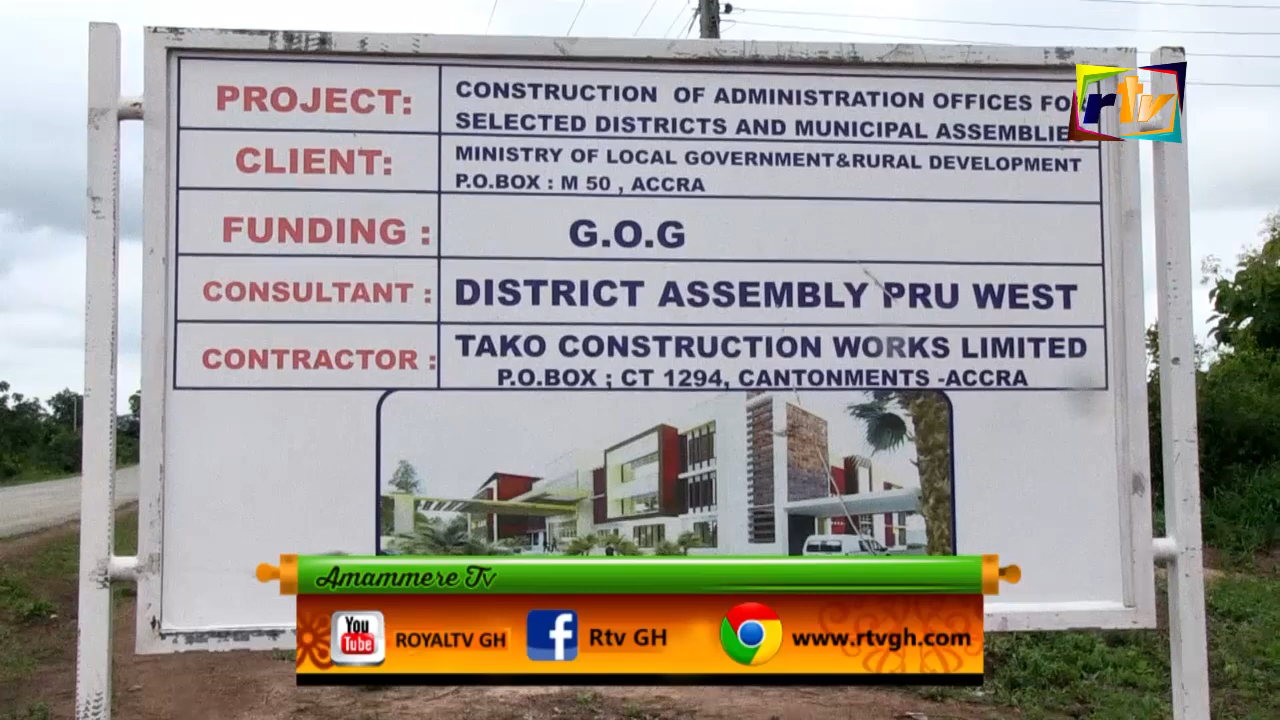 PROJECT:
CONSTRUCTION OF ADMINISTRATION OFFICES
SELECTED DISTRICTS AND MUNICIPAL
CLIENT:
MINISTRY OF LOCAL GOVERNMENT&RURAL DEVELOPMENT
P.O.BOX : M 50 , ACCRA
FUNDING :
G.O.G
CONSULTANT :
DISTRICT ASSEMBLY PRU WEST
CONTRACTOR :
TAKO CONSTRUCTION WORKS LIMITED
P.O.BOX ; CT 1294, CANTONMENTS -ACCRA
rtv
Amammere Tv
You Tube
ROYALTV GH
f
Rtv GH
www.rtvgh.com